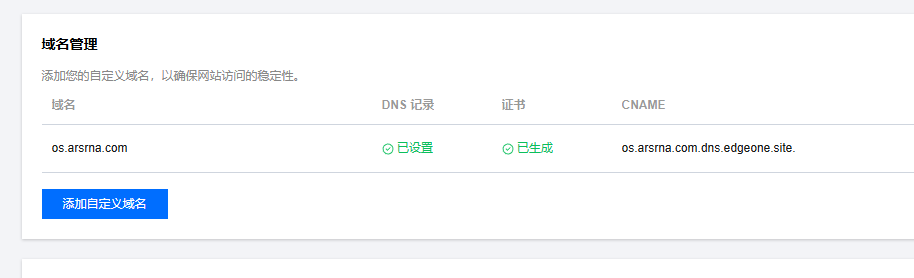 域名管理
添加您的自定义域名，以确保网站访问的稳定性。
域名 DNS 记录 证书 CNAME
os.arsrna.com 已设置 已生成 os.arsrna.com.dns.edgeone.site.
添加自定义域名